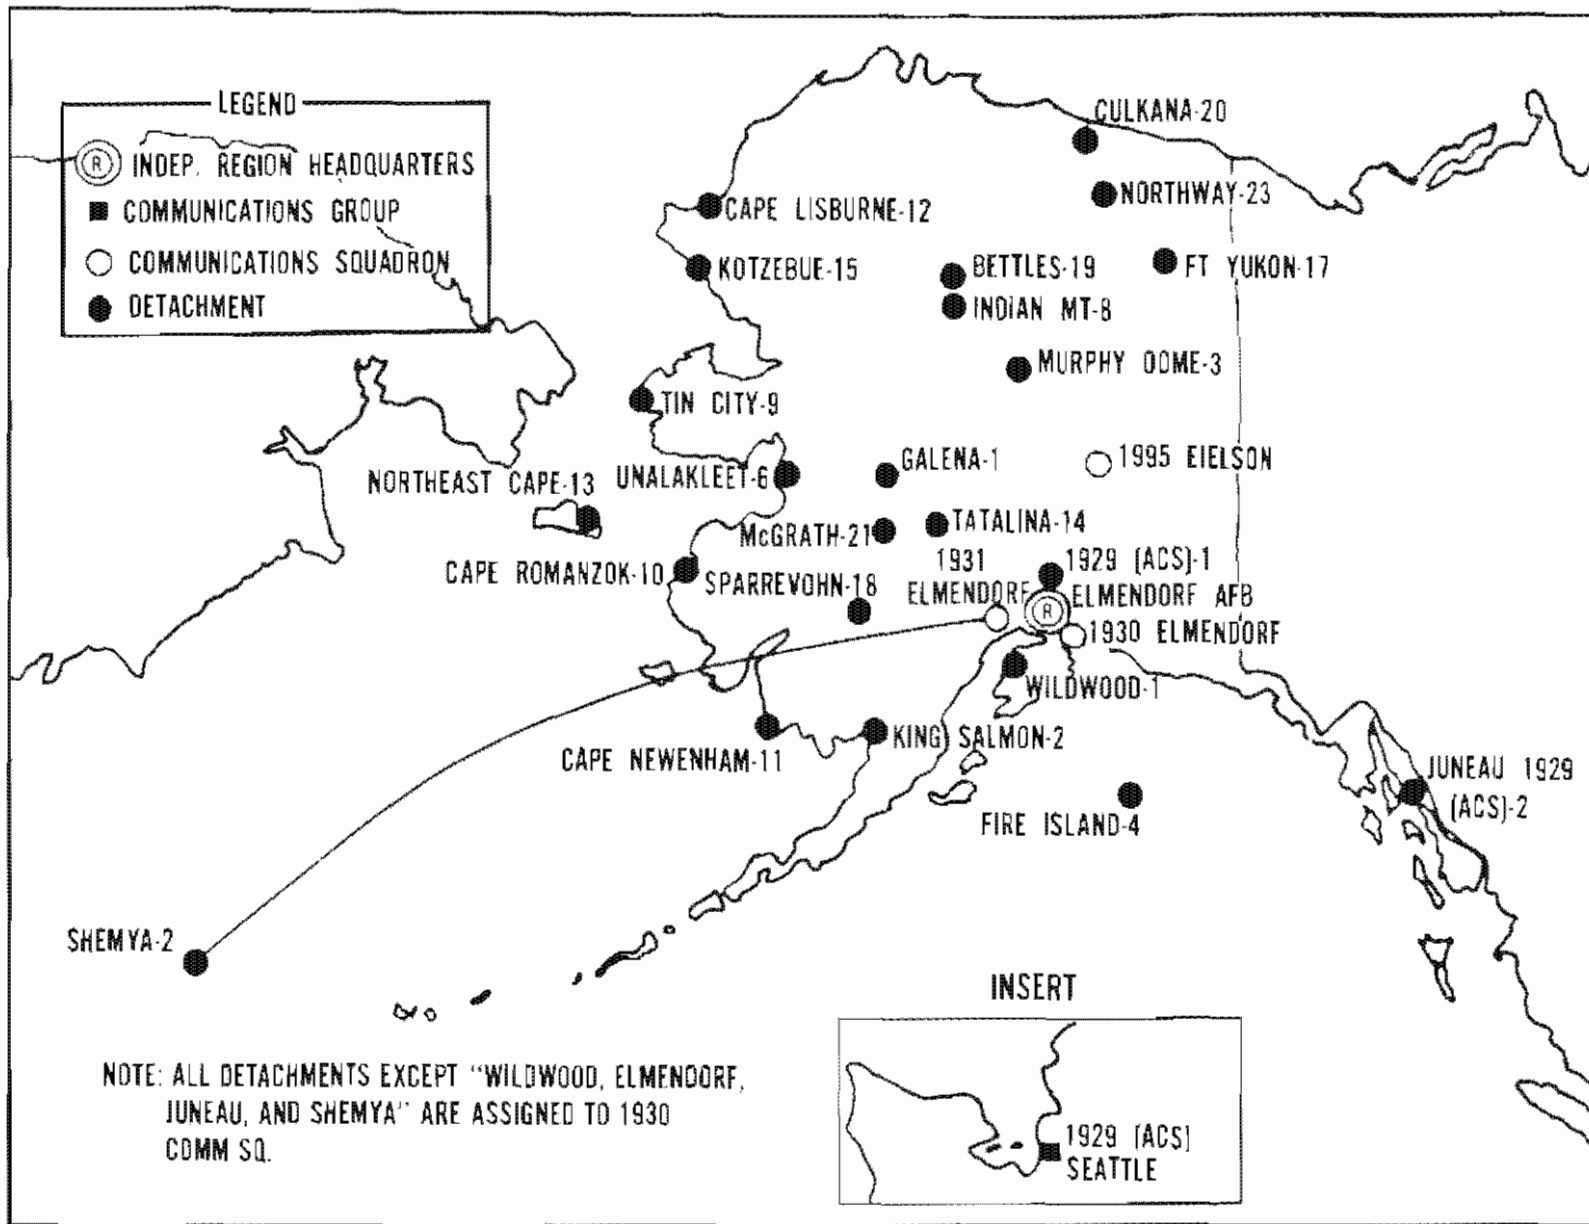 LEGEND
R INDEP. REGION HEADQUARTERS
COMMUNICATIONS GROUP
COMMUNICATIONS SQUADRON
DETACHMENT
CULKANA-20
NORTHWAY-23
CAPE LISBURNE-12
KOTZEBUE-15
BETTLES-19
FT YUKON-17
INDIAN MT-8
MURPHY DOME-3
TIN CITY-9
GALENA-1
1995 EIELSON
NORTHEAST CAPE-13
UNALAKLEET-6
McGRATH-21
TATALINA-14
CAPE ROMANZOK-10
SPARREVOHN-18
1931
ELMENDORF
1929 (ACS)-1
R
ELMENDORF AFB
1930 ELMENDORF
WILDWOOD-1
CAPE NEWENHAM-11
KING SALMON-2
FIRE ISLAND-4
JUNEAU 1929
(ACS)-2
SHEMYA-2
INSERT
1929 (ACS)
SEATTLE
NOTE: ALL DETACHMENTS EXCEPT "WILDWOOD, ELMENDORF,
JUNEAU, AND SHEMYA" ARE ASSIGNED TO 1930
COMM SQ.